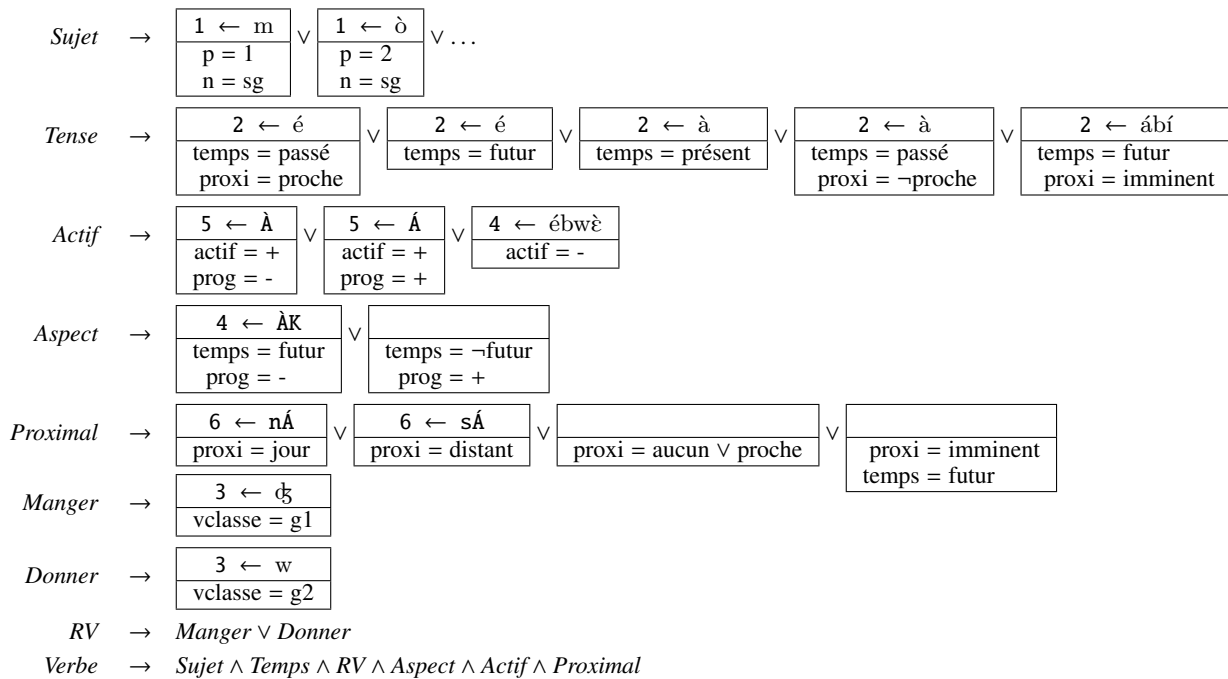 Sujet → 1 ← m ∨ 1 ← ò ∨ ...
p = 1 p = 2
n = sg n = sg
Tense → 2 ← é ∨ 2 ← é ∨ 2 ← à ∨ 2 ← à ∨ 2 ← ábí
temps = passé temps = futur temps = présent temps = passé temps = futur
proxi = proche proxi = ¬proche proxi = imminent
Actif → 5 ← À ∨ 5 ← Á ∨ 4 ← ébwɛ̀
actif = + actif = + actif = -
prog = - prog = +
Aspect → 4 ← ÀK ∨
temps = futur temps = ¬futur
prog = - prog = +
Proximal → 6 ← nÁ ∨ 6 ← sÁ ∨ ∨
proxi = jour proxi = distant proxi = aucun ∨ proche proxi = imminent
temps = futur
Manger → 3 ← ʤ
vclasse = g1
Donner → 3 ← w
vclasse = g2
RV → Manger ∨ Donner
Verbe → Sujet ∧ Temps ∧ RV ∧ Aspect ∧ Actif ∧ Proximal